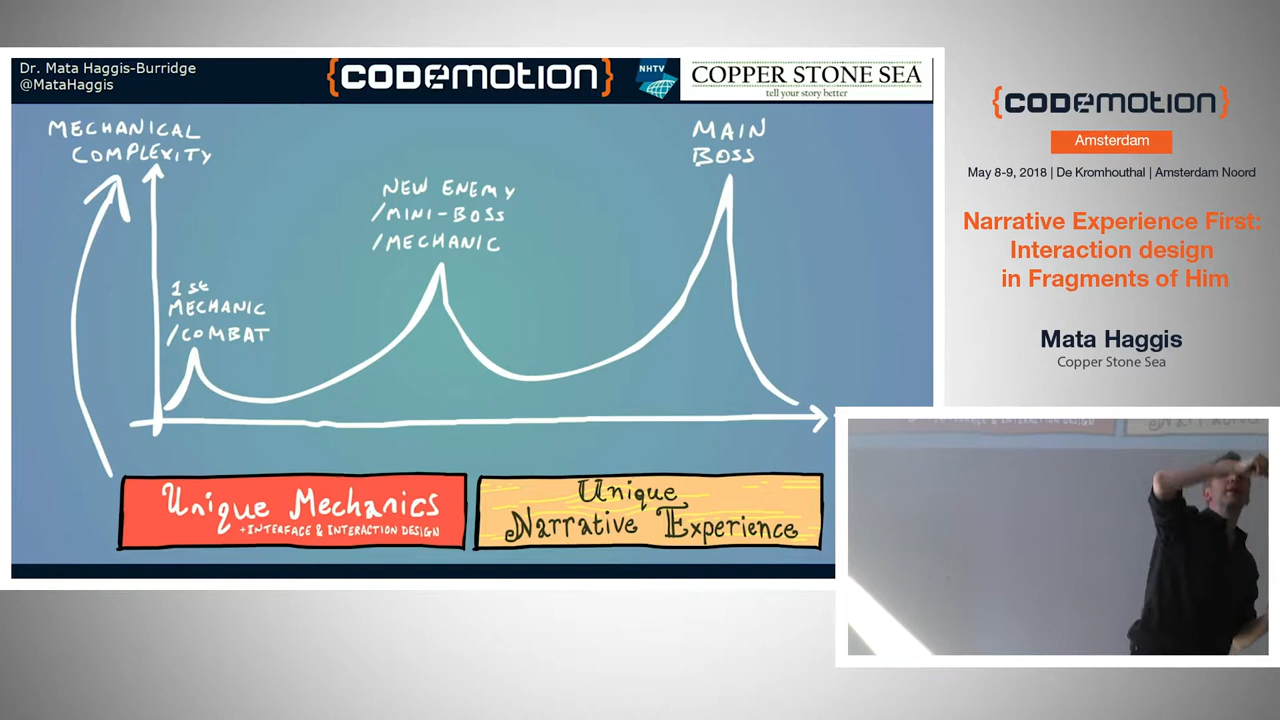 Dr. Mata Haggis-Burridge
@MataHaggis
{CODEMOTION}
NHTV
COPPER STONE SEA
tell your story better
MECHANICAL
COMPLEXITY
1st
MECHANIC
/COMBAT
NEW ENEMY
/MINI-BOSS
/MECHANIC
MAIN
BOSS
Unique Mechanics
+INTERFACE & INTERACTION DESIGN
Unique
Narrative Experience
{CODEMOTION}
Amsterdam
May 8-9, 2018 | De Kromhouthal | Amsterdam Noord
Narrative Experience First:
Interaction design
in Fragments of Him
Mata Haggis
Copper Stone Sea